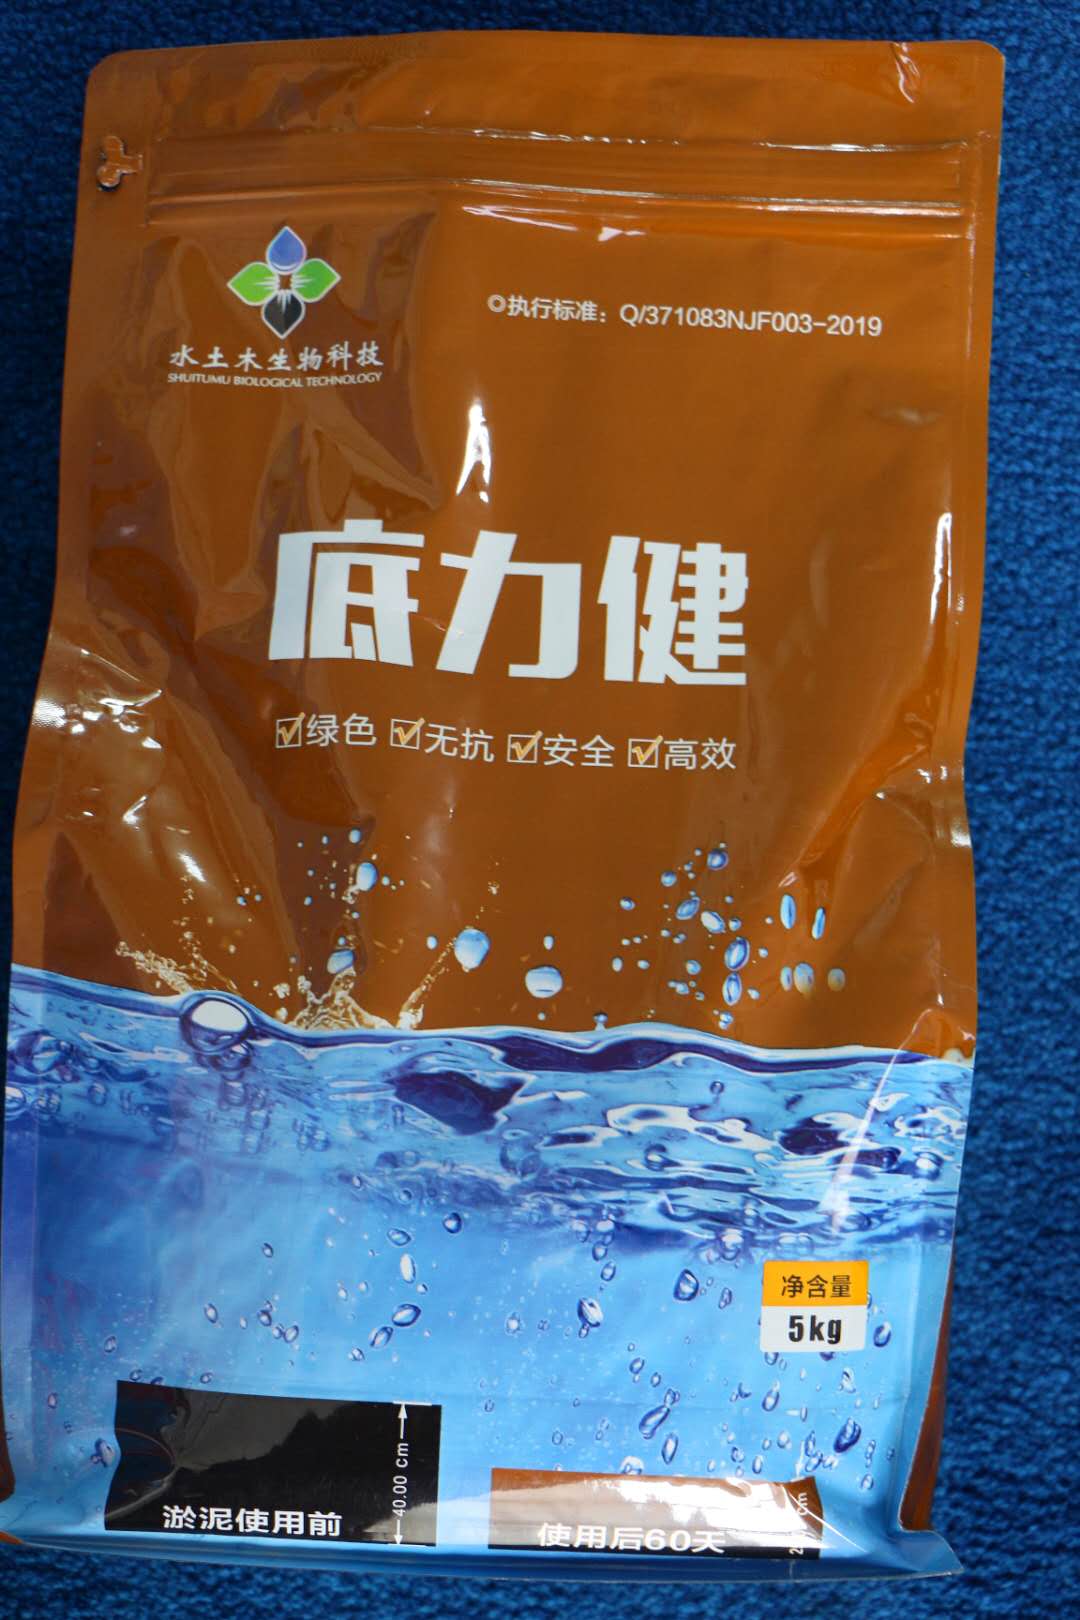 水土木生物科技
SHUITUMU BIOLOGICAL TECHNOLOGY
◎执行标准：Q/371083NJF003-2019
底力健
☑绿色 ☑无抗 ☑安全 ☑高效
净含量
5kg
40.00 cm
淤泥使用前
使用后60天
cm